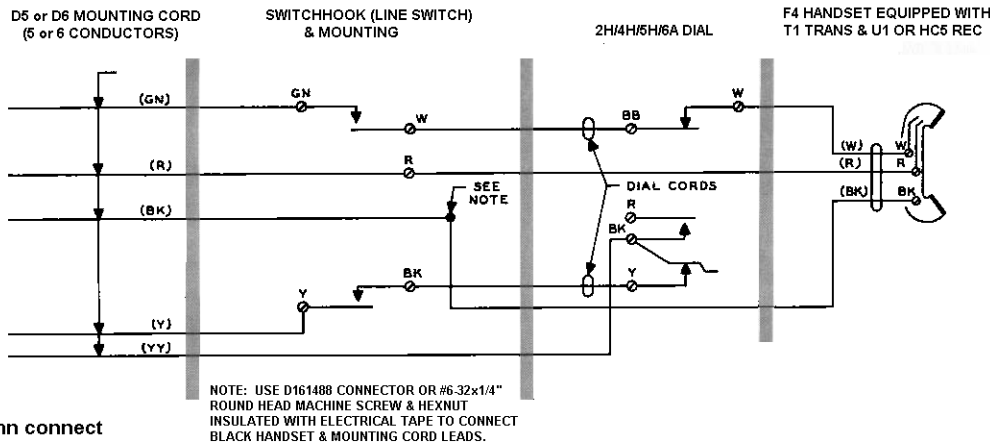 D5 or D6 MOUNTING CORD
(5 or 6 CONDUCTORS)
SWITCHHOOK (LINE SWITCH)
& MOUNTING
2H/4H/5H/6A DIAL
F4 HANDSET EQUIPPED WITH
T1 TRANS & U1 OR HC5 REC
(GN)
GN
W
BB
W
(W)
W
(R)
R
(R)
R
(BK)
SEE
NOTE
DIAL CORDS
(BK)
BK
R
BK
BK
Y
Y
(Y)
(YY)
NOTE: USE D161488 CONNECTOR OR #6-32x1/4"
ROUND HEAD MACHINE SCREW & HEXNUT
INSULATED WITH ELECTRICAL TAPE TO CONNECT
BLACK HANDSET & MOUNTING CORD LEADS.
nn connect